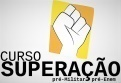 CURSO
SUPERAÇÃO
pré-Militar pré-Enem